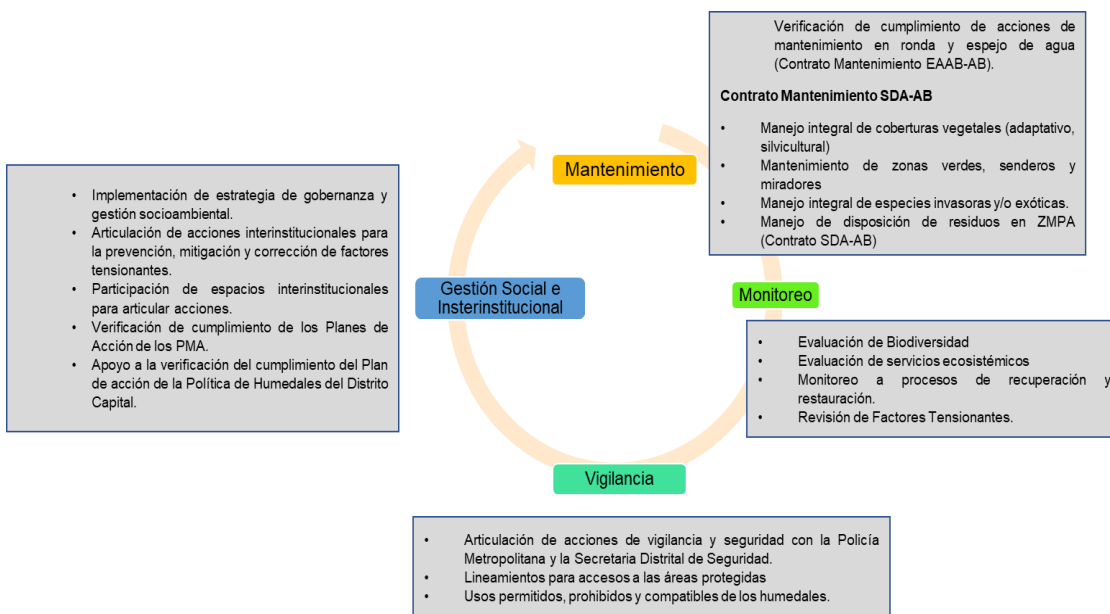 Mantenimiento
Verificación de cumplimiento de acciones de
mantenimiento en ronda y espejo de agua
(Contrato Mantenimiento EAAB-AB).
Contrato Mantenimiento SDA-AB
• Manejo integral de coberturas vegetales (adaptativo,
silvicultural)
• Mantenimiento de zonas verdes, senderos y
miradores
• Manejo integral de especies invasoras y/o exóticas.
• Manejo de disposición de residuos en ZMPA
(Contrato SDA-AB)
Monitoreo
• Evaluación de Biodiversidad
• Evaluación de servicios ecosistémicos
• Monitoreo a procesos de recuperación y
restauración.
• Revisión de Factores Tensionantes.
Vigilancia
• Articulación de acciones de vigilancia y seguridad con la Policía
Metropolitana y la Secretaria Distrital de Seguridad.
• Lineamientos para accesos a las áreas protegidas
• Usos permitidos, prohibidos y compatibles de los humedales.
Gestión Social e
Insterinstitucional
• Implementación de estrategia de gobernanza y
gestión socioambiental.
• Articulación de acciones interinstitucionales para
la prevención, mitigación y corrección de factores
tensionantes.
• Participación de espacios interinstitucionales
para articular acciones.
• Verificación de cumplimiento de los Planes de
Acción de los PMA.
• Apoyo a la verificación del cumplimiento del Plan
de acción de la Política de Humedales del Distrito
Capital.